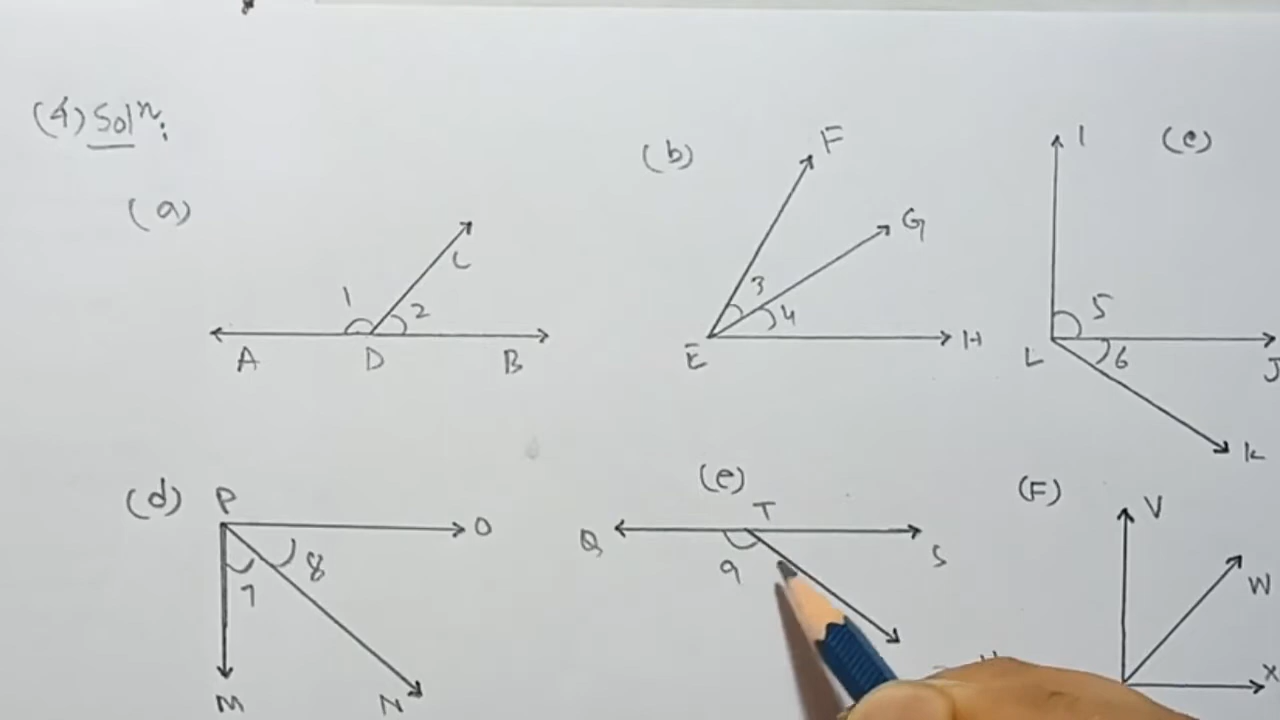 (4) Solⁿ:
(a)
1
2
C
A
D
B
(b)
F
G
3
4
E
H
(c)
I
5
6
L
J
K
(d)
P
O
8
7
M
N
(e)
T
Q
S
9
(F)
V
W
X